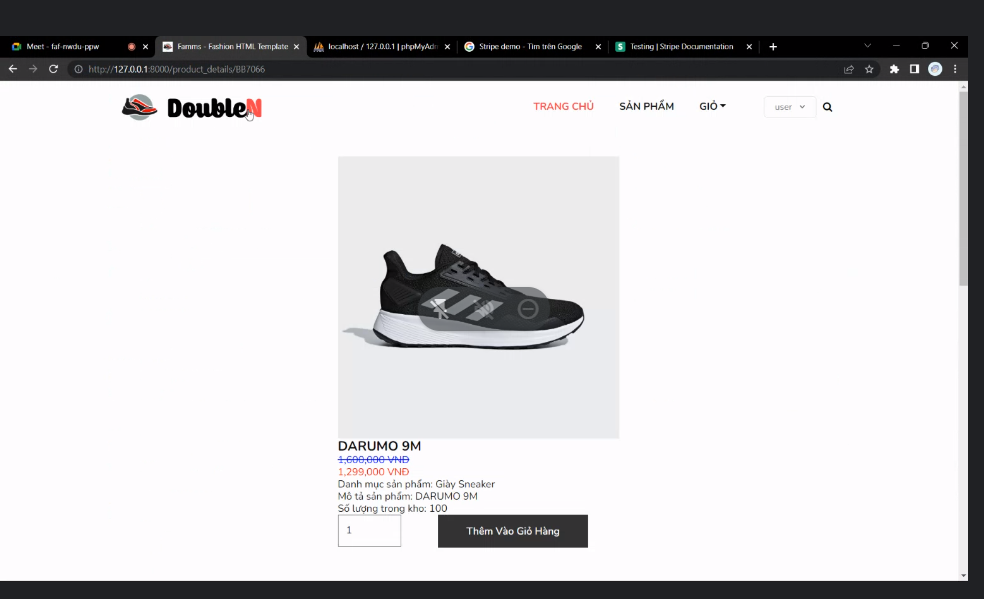 Meet - faf-nwdu-ppw
Famms - Fashion HTML Template
localhost / 127.0.0.1 | phpMyAdm
Stripe demo - Tìm trên Google
Testing | Stripe Documentation
http://127.0.0.1:8000/product_details/887066
DoubleN
TRANG CHỦ
SẢN PHẨM
GIỎ
user
DARUMO 9M
1,600,000 VNĐ
1,299,000 VNĐ
Danh mục sản phẩm: Giày Sneaker
Mô tả sản phẩm: DARUMO 9M
Số lượng trong kho: 100
1
Thêm Vào Giỏ Hàng